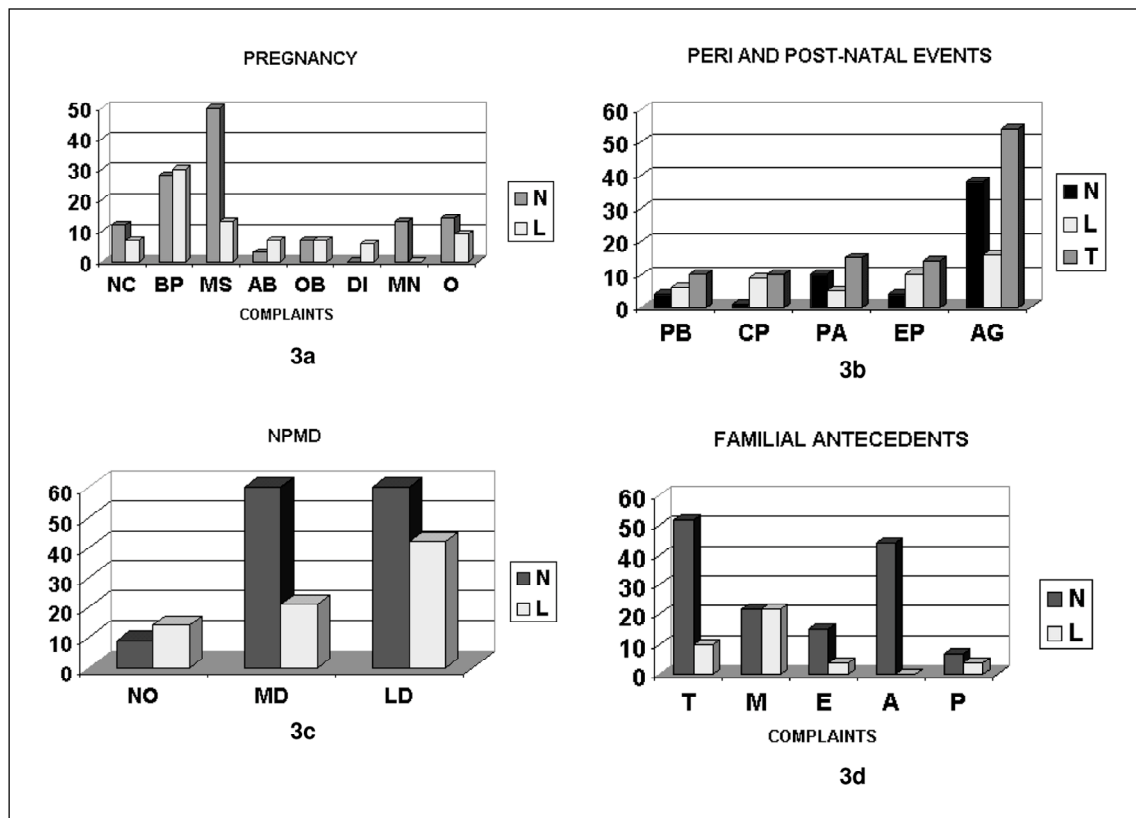 PREGNANCY
50
40
30
20
10
0
NC BP MS AB OB DI MN O
COMPLAINTS
3a
N
L
PERI AND POST-NATAL EVENTS
60
50
40
30
20
10
0
PB CP PA EP AG
3b
N
L
T
NPMD
60
50
40
30
20
10
0
NO MD LD
3c
N
L
FAMILIAL ANTECEDENTS
60
50
40
30
20
10
0
T M E A P
COMPLAINTS
3d
N
L